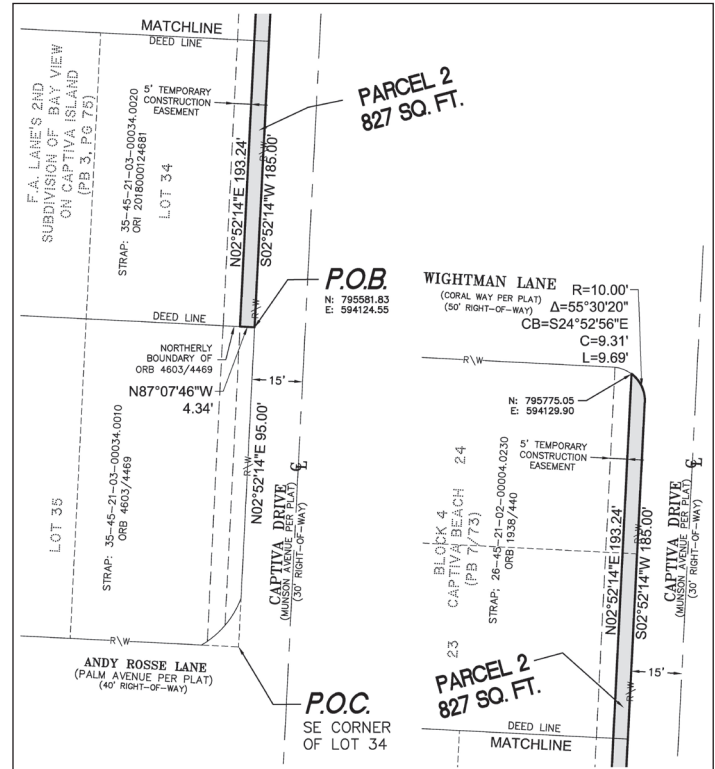 MATCHLINE
DEED LINE
F.A. LANE'S 2ND
SUBDIVISION OF BAY VIEW
ON CAPTIVA ISLAND
(PB 3, PG 75)
STRAP: 35-45-21-03-00034.0020
ORI 2018000124681
LOT 34
5' TEMPORARY
CONSTRUCTION
EASEMENT
PARCEL 2
827 SQ. FT.
N02°52'14"E 193.24'
S02°52'14"W 185.00'
R\W
P.O.B.
N: 795581.83
E: 594124.55
DEED LINE
R\W
NORTHERLY
BOUNDARY OF
ORB 4603/4469
N87°07'46"W
4.34'
15'
LOT 35
STRAP: 35-45-21-03-00034.0010
ORB 4603/4469
R\W
N02°52'14"E 95.00'
CAPTIVA DRIVE
(MUNSON AVENUE PER PLAT)
(30' RIGHT-OF-WAY)
R\W
ANDY ROSSE LANE
(PALM AVENUE PER PLAT)
(40' RIGHT-OF-WAY)
P.O.C.
SE CORNER
OF LOT 34
WIGHTMAN LANE
(CORAL WAY PER PLAT)
(50' RIGHT-OF-WAY)
R=10.00'
Δ=55°30'20"
CB=S24°52'56"E
C=9.31'
L=9.69'
R\W
N: 795775.05
E: 594129.90
5' TEMPORARY
CONSTRUCTION
EASEMENT
23
24
BLOCK 4
CAPTIVA BEACH
(PB 7/73)
STRAP: 26-45-21-02-00004.0230
ORB: 1938/440
N02°52'14"E 193.24'
S02°52'14"W 185.00'
R\W
CAPTIVA DRIVE
(MUNSON AVENUE PER PLAT)
(30' RIGHT-OF-WAY)
15'
R\W
PARCEL 2
827 SQ. FT.
DEED LINE
MATCHLINE